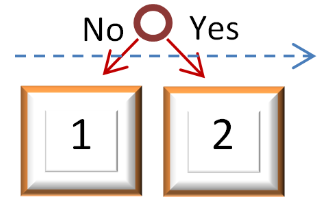 No Yes
1 2